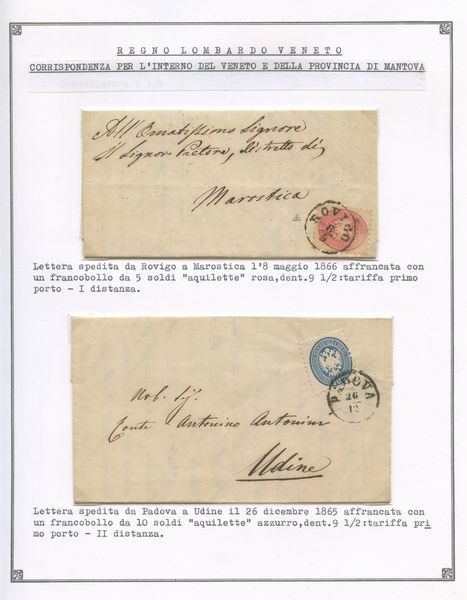 REGNO LOMBARDO VENETO
CORRISPONDENZA PER L'INTERNO DEL VENETO E DELLA PROVINCIA DI MANTOVA
All' Ornatissimo Signore
Il Signor Pretore, distretto di
Marostica
ROVIGO
Lettera spedita da Rovigo a Marostica l'8 maggio 1866 affrancata con
un francobollo da 5 soldi "aquilette" rosa,dent.9 1/2:tariffa primo
porto - I distanza.
PADOVA
26
12
Nob. Sig.
Conte Antonino Antonini
Udine
Lettera spedita da Padova a Udine il 26 dicembre 1865 affrancata con
un francobollo da 10 soldi "aquilette" azzurro,dent.9 1/2:tariffa pri
mo porto - II distanza.